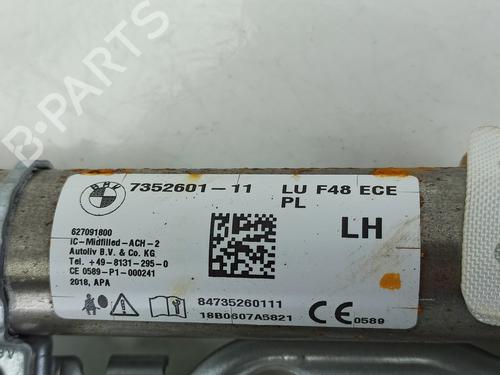 B-PARTS
BMW
7352601-11 LU F48 ECE
PL
LH
627091800
IC-Midfilled-ACH-2
Autoliv B.V. & Co. KG
Tel. +49-8131-295-0
CE 0589-P1-000241
2018, APA
84735260111
18B0807A5821
CE 0589